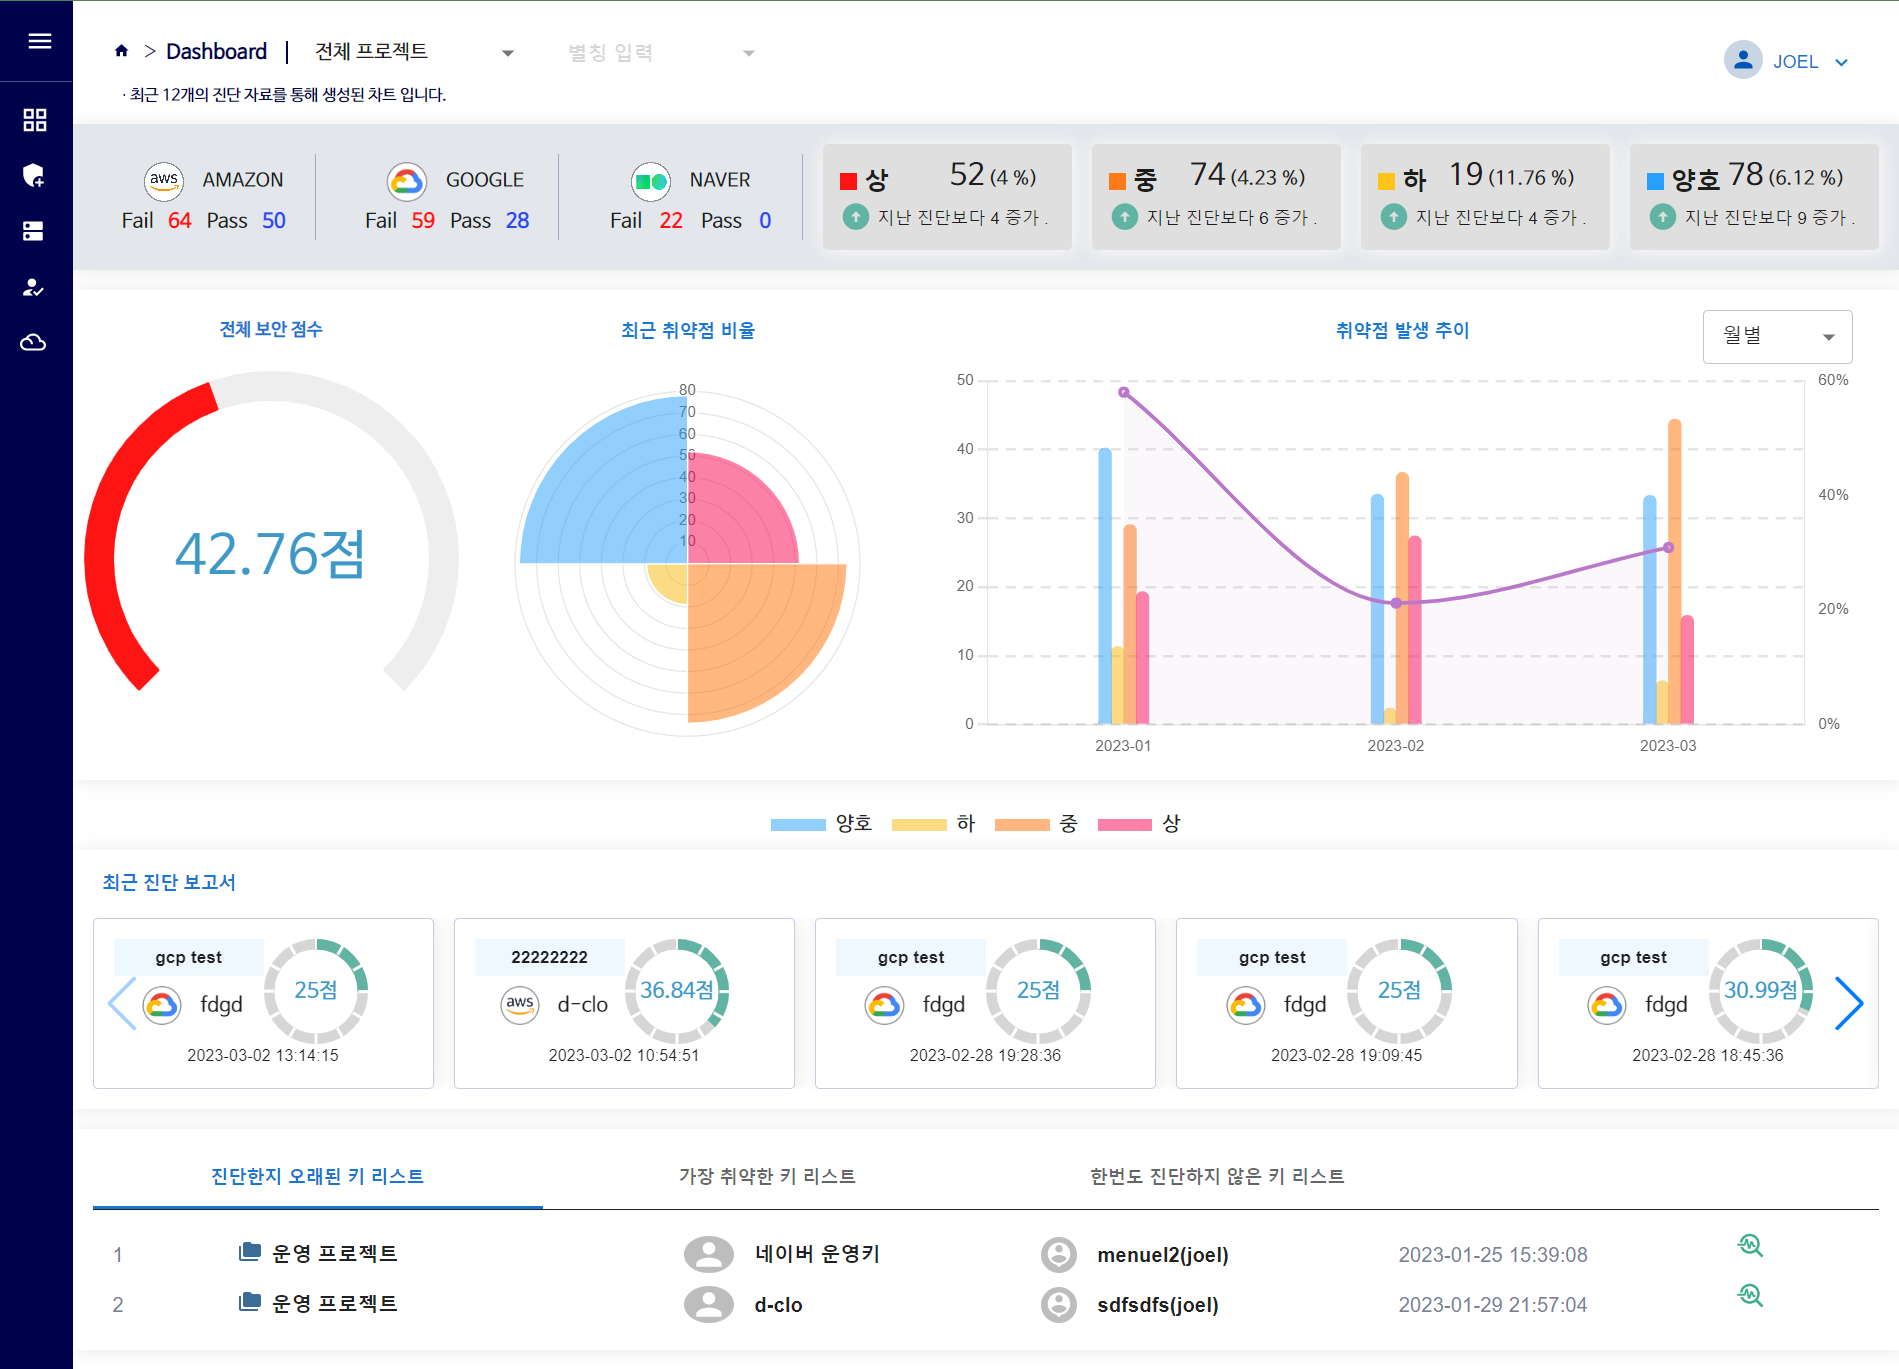 > Dashboard | 전체 프로젝트 별칭 입력
JOEL
· 최근 12개의 진단 자료를 통해 생성된 차트 입니다.
aws AMAZON
Fail 64 Pass 50
GOOGLE
Fail 59 Pass 28
NAVER
Fail 22 Pass 0
상 52 (4 %)
지난 진단보다 4 증가 .
중 74 (4.23 %)
지난 진단보다 6 증가 .
하 19 (11.76 %)
지난 진단보다 4 증가 .
양호 78 (6.12 %)
지난 진단보다 9 증가 .
전체 보안 점수
42.76점
최근 취약점 비율
80
70
60
50
40
30
20
10
취약점 발생 추이
월별
50
40
30
20
10
0
60%
40%
20%
0%
2023-01 2023-02 2023-03
양호 하 중 상
최근 진단 보고서
gcp test
fdgd
25점
2023-03-02 13:14:15
22222222
aws d-clo
36.84점
2023-03-02 10:54:51
gcp test
fdgd
25점
2023-02-28 19:28:36
gcp test
fdgd
25점
2023-02-28 19:09:45
gcp test
fdgd
30.99점
2023-02-28 18:45:36
진단한지 오래된 키 리스트 가장 취약한 키 리스트 한번도 진단하지 않은 키 리스트
1 운영 프로젝트 네이버 운영키 menuel2(joel) 2023-01-25 15:39:08
2 운영 프로젝트 d-clo sdfsdfs(joel) 2023-01-29 21:57:04